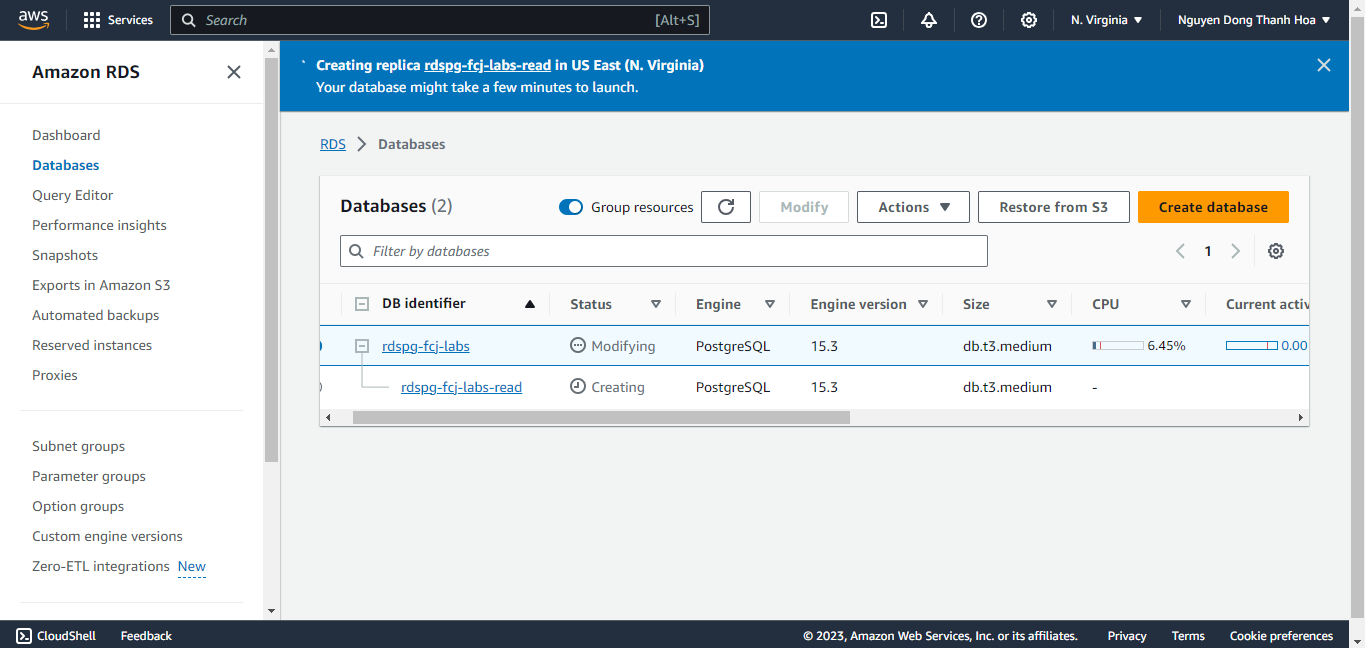 aws Services Search [Alt+S] N. Virginia Nguyen Dong Thanh Hoa
Amazon RDS
Dashboard
Databases
Query Editor
Performance insights
Snapshots
Exports in Amazon S3
Automated backups
Reserved instances
Proxies
Subnet groups
Parameter groups
Option groups
Custom engine versions
Zero-ETL integrations New
Creating replica rdspg-fcj-labs-read in US East (N. Virginia)
Your database might take a few minutes to launch.
RDS Databases
Databases (2) Group resources Modify Actions Restore from S3 Create database
Filter by databases 1
DB identifier Status Engine Engine version Size CPU Current activ
rdspg-fcj-labs Modifying PostgreSQL 15.3 db.t3.medium 6.45% 0.00
rdspg-fcj-labs-read Creating PostgreSQL 15.3 db.t3.medium -
CloudShell Feedback © 2023, Amazon Web Services, Inc. or its affiliates. Privacy Terms Cookie preferences